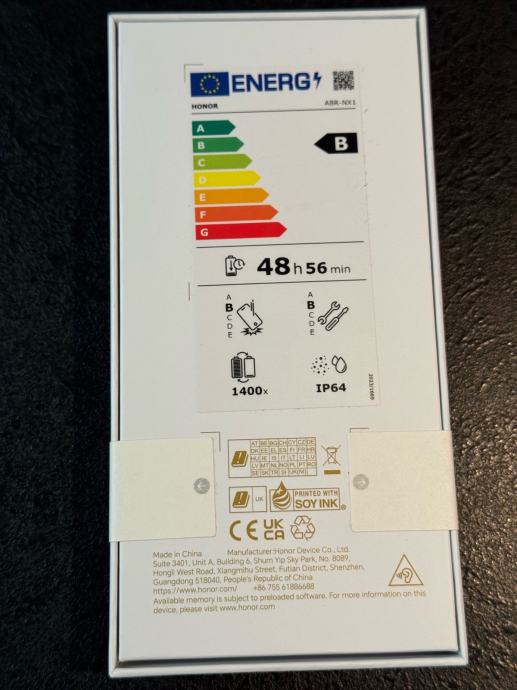 ENERG
HONOR ABR-NX1
A
B
C
D
E
F
G
B
48 h 56 min
A
B
C
D
E
A
B
C
D
E
1400x
IP64
2023/1669
AT BE BG CH CY CZ DE
DK EE EL ES FI FR HR
HU IE IS IT LT LI LU
LV MT NL NO PL PT RO
SE SK TR SI UK(NI)
UK
PRINTED WITH
SOY INK®
CE UK
CA
Made in China Manufacturer:Honor Device Co., Ltd.
Suite 3401, Unit A, Building 6, Shum Yip Sky Park, No. 8089,
Hongli West Road, Xiangmihu Street, Futian District, Shenzhen,
Guangdong 518040, People's Republic of China
https://www.honor.com/ +86 755 61886688
Available memory is subject to preloaded software. For more information on this
device, please visit www.honor.com